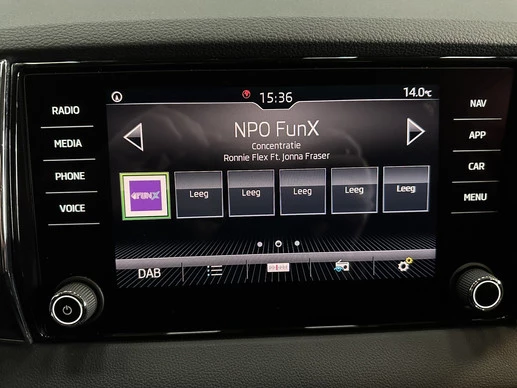 15:36
14.0°C
RADIO
MEDIA
PHONE
VOICE
NPO FunX
Concentratie
Ronnie Flex Ft. Jonna Fraser
FUNX
Leeg
Leeg
Leeg
Leeg
Leeg
DAB
NAV
APP
CAR
MENU